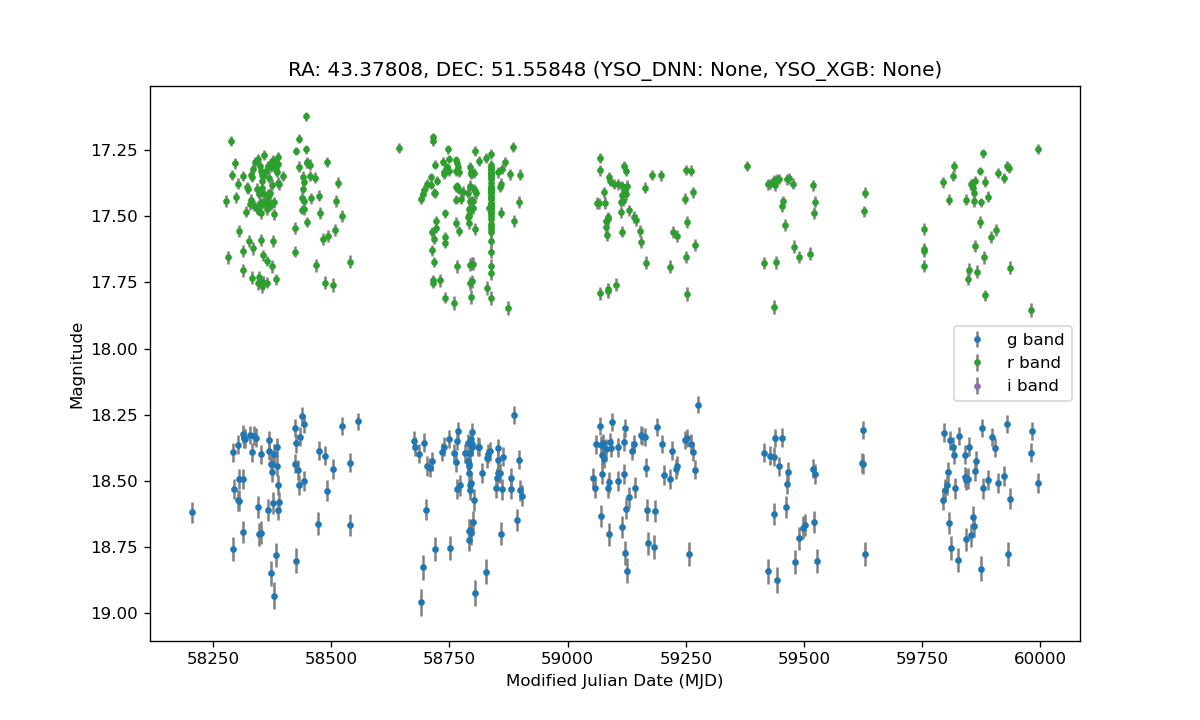 RA: 43.37808, DEC: 51.55848 (YSO_DNN: None, YSO_XGB: None)
Magnitude
17.25
17.50
17.75
18.00
18.25
18.50
18.75
19.00
g band
r band
i band
58250 58500 58750 59000 59250 59500 59750 60000
Modified Julian Date (MJD)